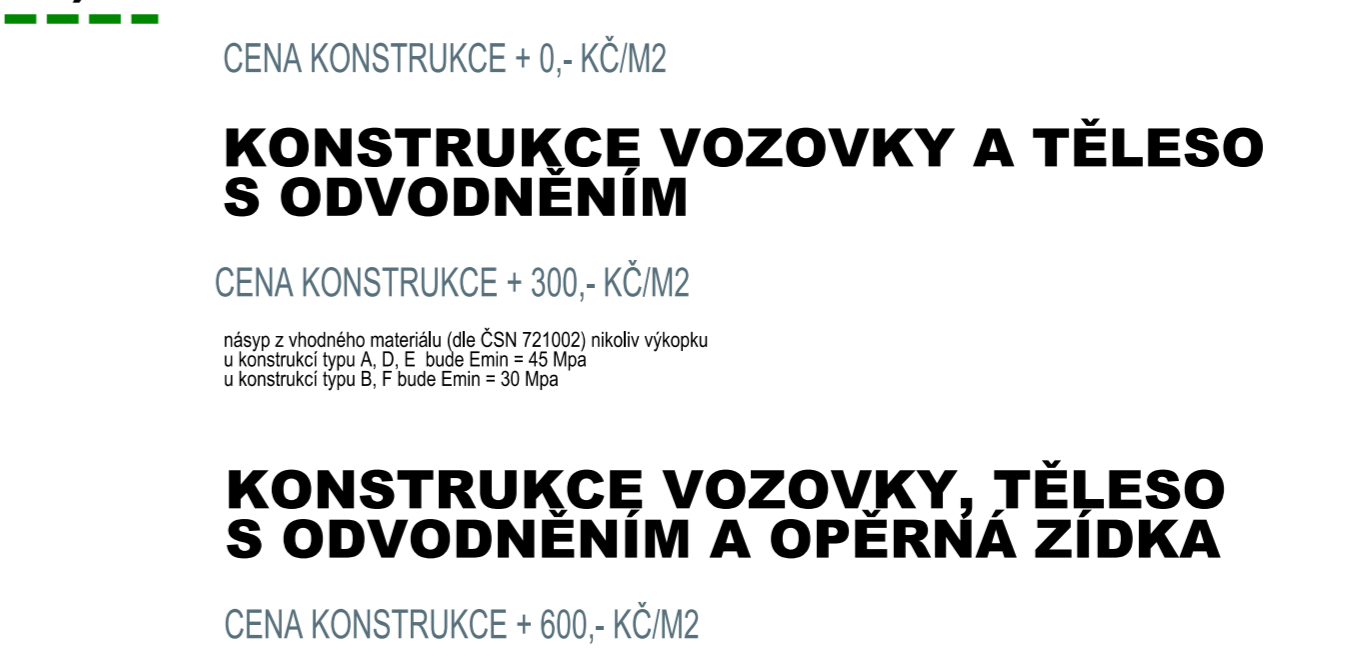 CENA KONSTRUKCE + 0,- KČ/M2
KONSTRUKCE VOZOVKY A TĚLESO
S ODVODNĚNÍM
CENA KONSTRUKCE + 300,- KČ/M2
násyp z vhodného materiálu (dle ČSN 721002) nikoliv výkopku
u konstrukcí typu A, D, E  bude Emin = 45 Mpa
u konstrukcí typu B, F bude Emin = 30 Mpa
KONSTRUKCE VOZOVKY, TĚLESO
S ODVODNĚNÍM A OPĚRNÁ ZÍDKA
CENA KONSTRUKCE + 600,- KČ/M2